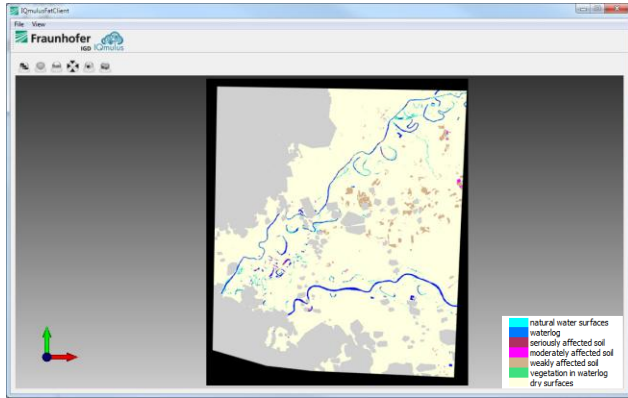 IQmulusFatClient
File View
Fraunhofer
IGD
IQmulus
natural water surfaces
waterlog
seriously affected soil
moderately affected soil
weakly affected soil
vegetation in waterlog
dry surfaces